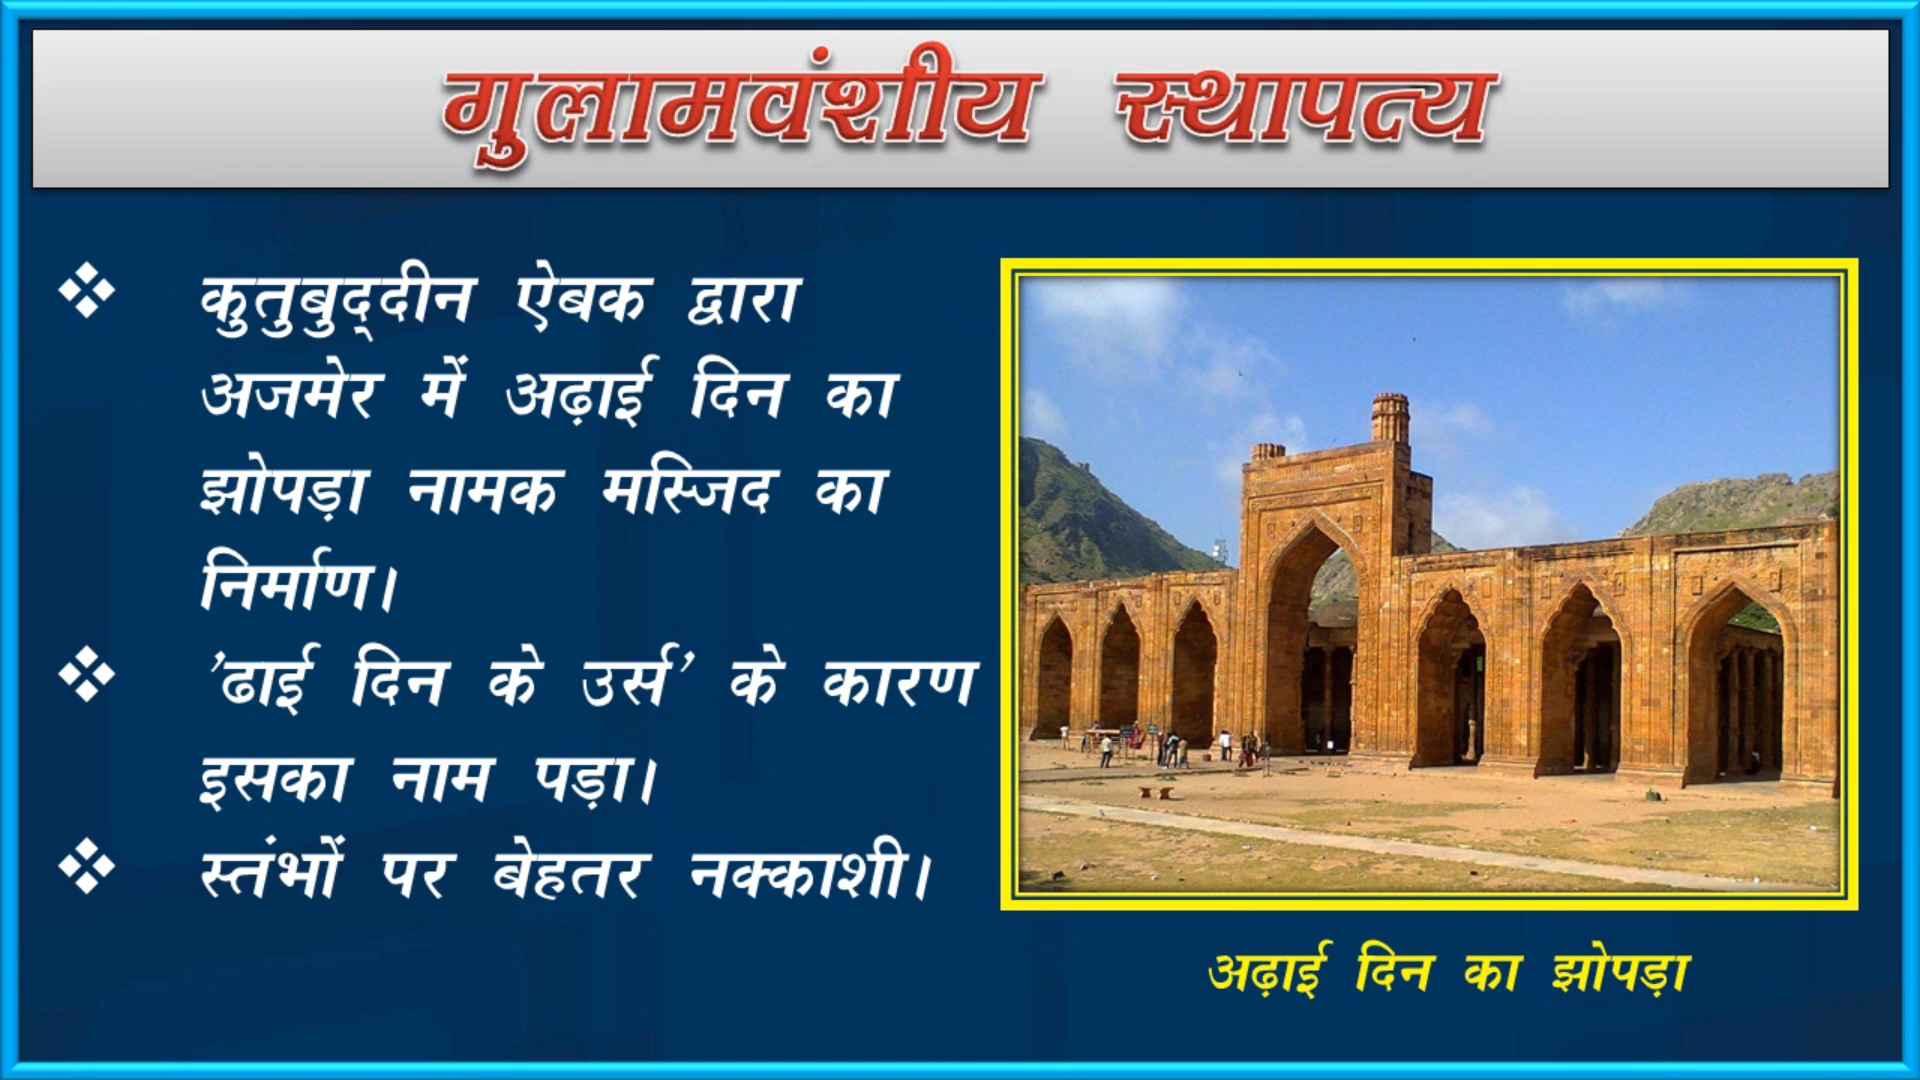 गुलामवंशीय स्थापत्य
❖ कुतुबुद्दीन ऐबक द्वारा
अजमेर में अढ़ाई दिन का
झोपड़ा नामक मस्जिद का
निर्माण।
❖ 'ढाई दिन के उर्स' के कारण
इसका नाम पड़ा।
❖ स्तंभों पर बेहतर नक्काशी।
अढ़ाई दिन का झोपड़ा